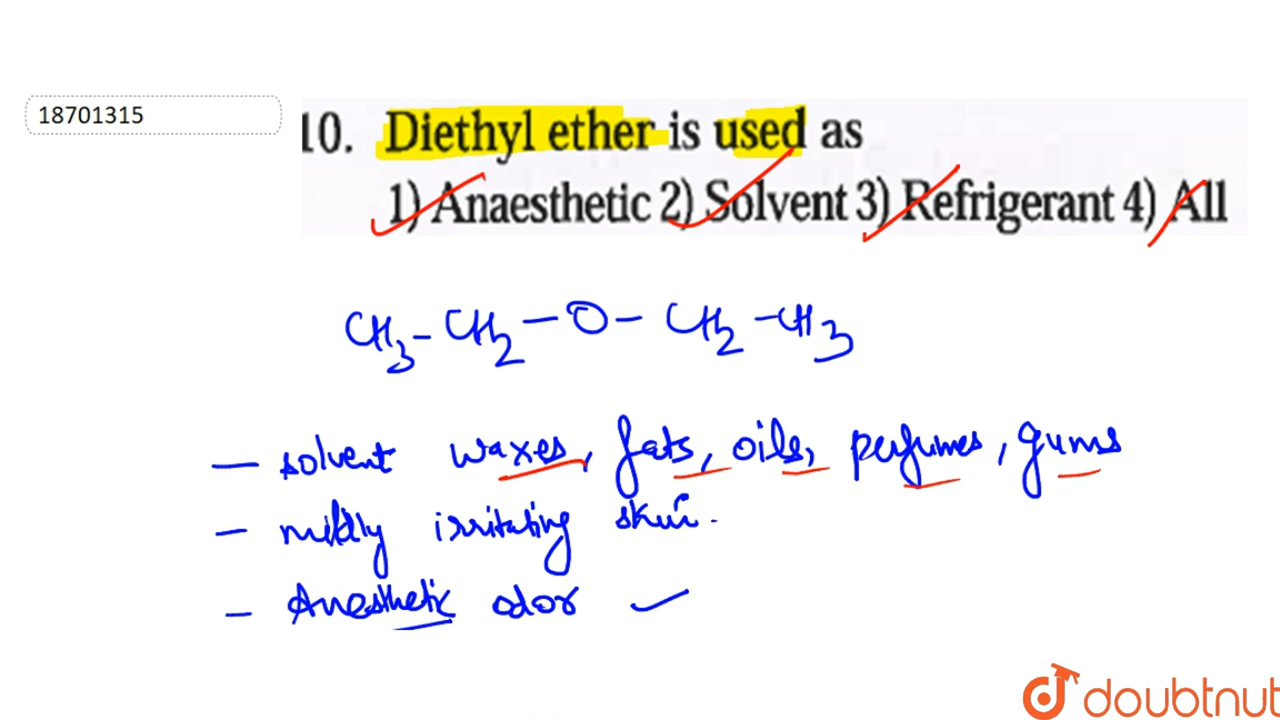 18701315
10. Diethyl ether is used as
1) Anaesthetic 2) Solvent 3) Refrigerant 4) All
CH3 - CH2 - O - CH2 - CH3
- solvent waxes, fats, oils, perfumes, gums
- mildly irritating skin.
- Anesthetic odor ✓
doubtnut